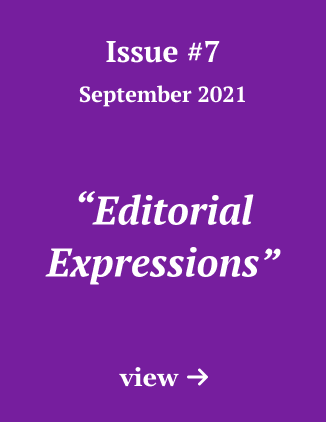 Issue #7
September 2021
“Editorial
Expressions”
view →